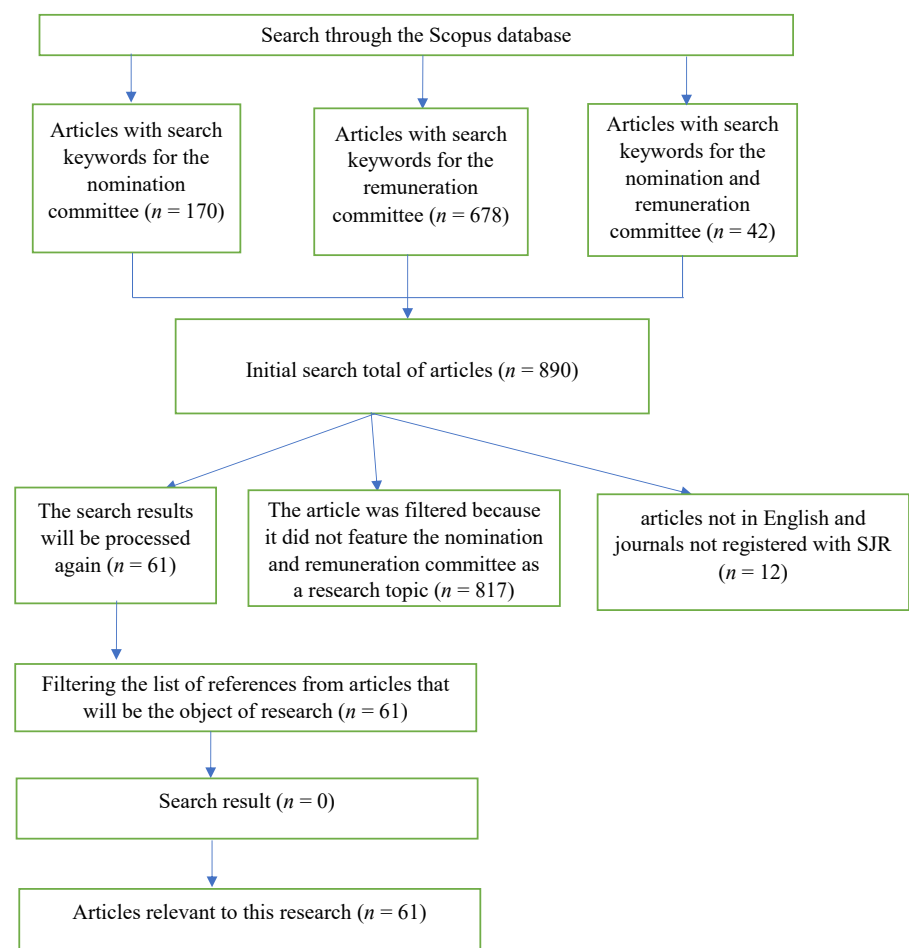 Search through the Scopus database
Articles with search
keywords for the
nomination
committee (n = 170)
Articles with search
keywords for the
remuneration
committee (n = 678)
Articles with search
keywords for the
nomination and
remuneration
committee (n = 42)
Initial search total of articles (n = 890)
The search results
will be processed
again (n = 61)
The article was filtered because
it did not feature the nomination
and remuneration committee as
a research topic (n = 817)
articles not in English and
journals not registered with SJR
(n = 12)
Filtering the list of references from articles that
will be the object of research (n = 61)
Search result (n = 0)
Articles relevant to this research (n = 61)